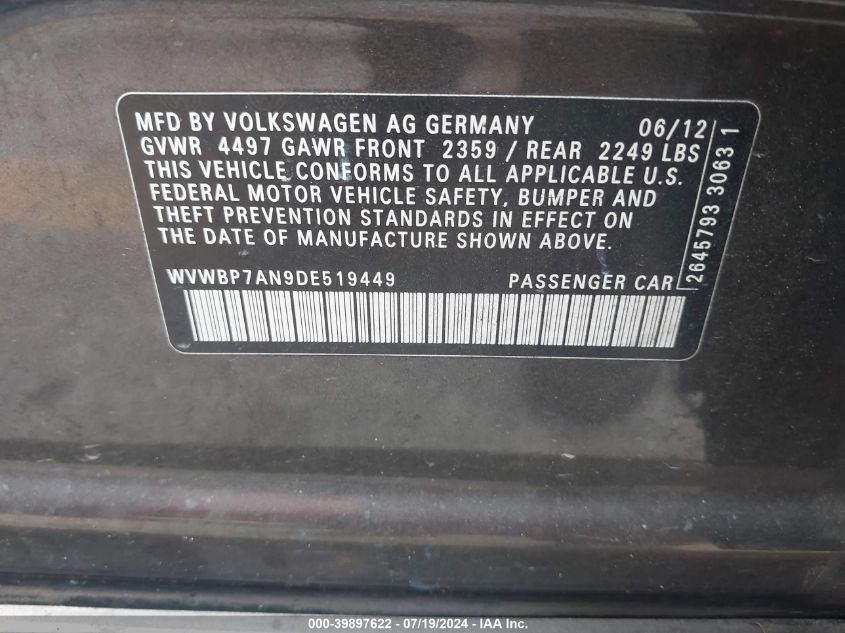 MFD BY VOLKSWAGEN AG GERMANY 06/12
GVWR 4497 GAWR FRONT 2359 / REAR 2249 LBS
THIS VEHICLE CONFORMS TO ALL APPLICABLE U.S.
FEDERAL MOTOR VEHICLE SAFETY, BUMPER AND
THEFT PREVENTION STANDARDS IN EFFECT ON
THE DATE OF MANUFACTURE SHOWN ABOVE.
WVWBP7AN9DE519449 PASSENGER CAR
2645793 30631
000-39897622 - 07/19/2024 - IAA Inc.